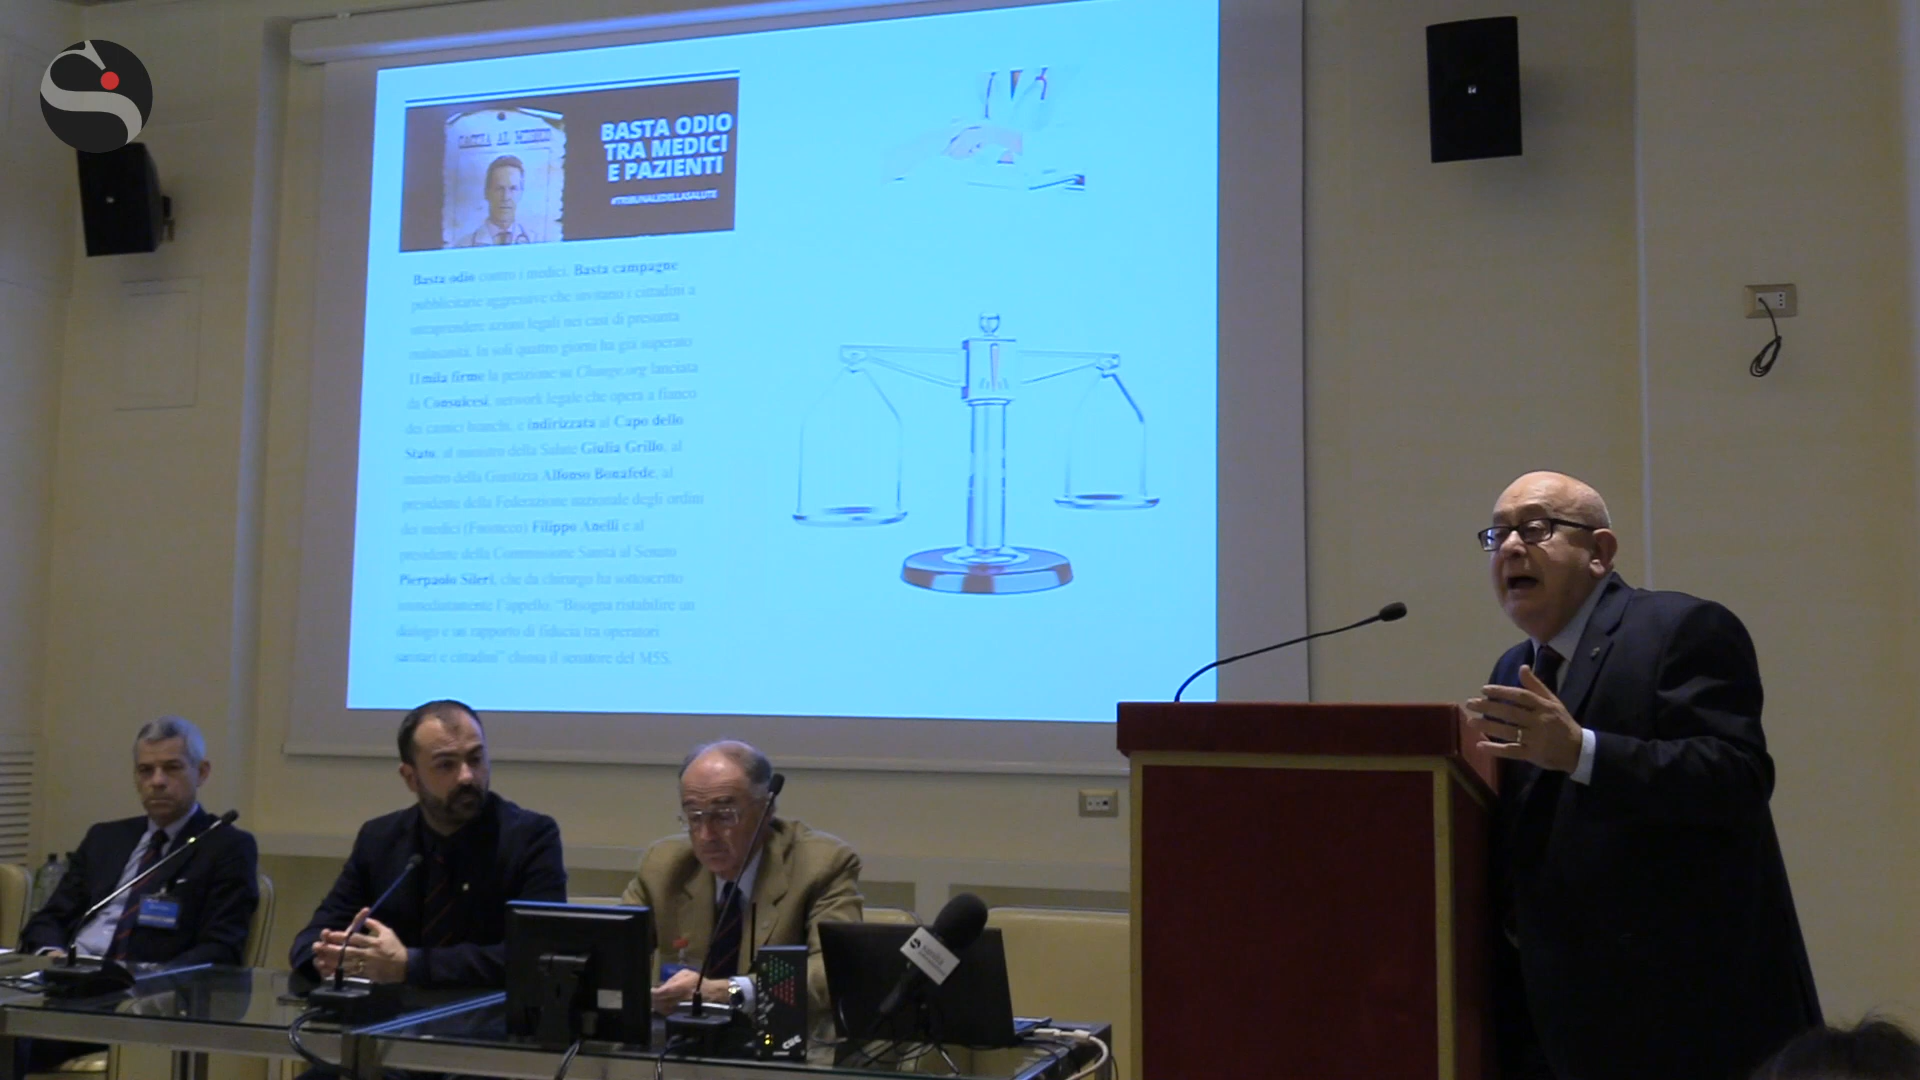 CACCIA AL MEDICO
BASTA ODIO
TRA MEDICI
E PAZIENTI
#TRIBUNALEDELLASALUTE
Basta odio contro i medici. Basta campagne
pubblicitarie aggressive che invitano i cittadini a
intraprendere azioni legali nei casi di presunta
malasanità. In soli quattro giorni ha già superato
11mila firme la petizione su Change.org lanciata
da Consulcesi, network legale che opera a fianco
dei camici bianchi, e indirizzata al Capo dello
Stato, al ministro della Salute Giulia Grillo, al
ministro della Giustizia Alfonso Bonafede, al
presidente della Federazione nazionale degli ordini
dei medici (Fnomceo) Filippo Anelli e al
presidente della Commissione Sanità al Senato
Pierpaolo Sileri, che da chirurgo ha sottoscritto
immediatamente l'appello. "Bisogna ristabilire un
dialogo e un rapporto di fiducia tra operatori
sanitari e cittadini" chiosa il senatore del M5S.
sanità